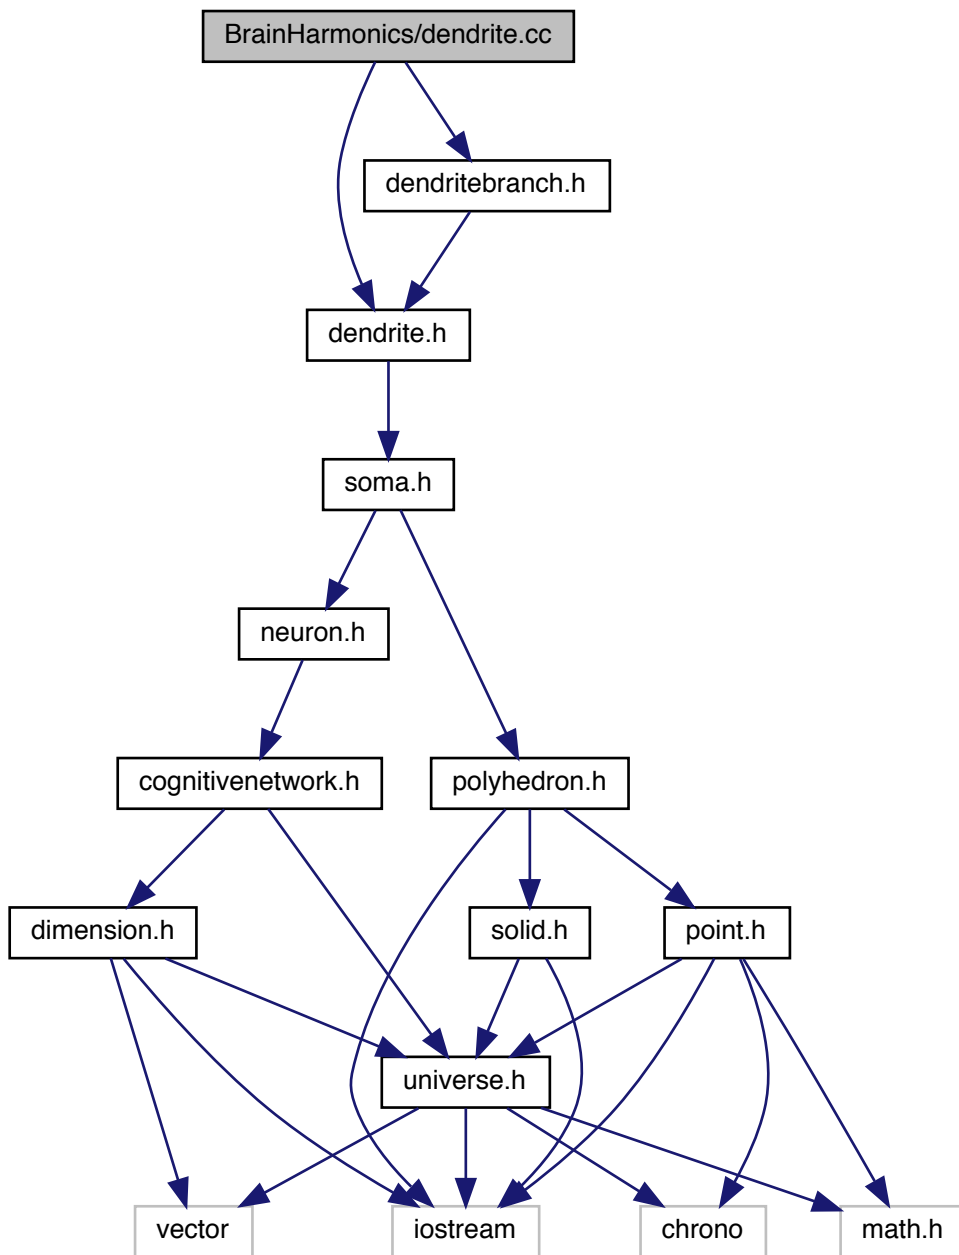 BrainHarmonics/dendrite.cc
dendritebranch.h
dendrite.h
soma.h
neuron.h
cognitivenetwork.h
polyhedron.h
dimension.h
solid.h
point.h
universe.h
vector
iostream
chrono
math.h